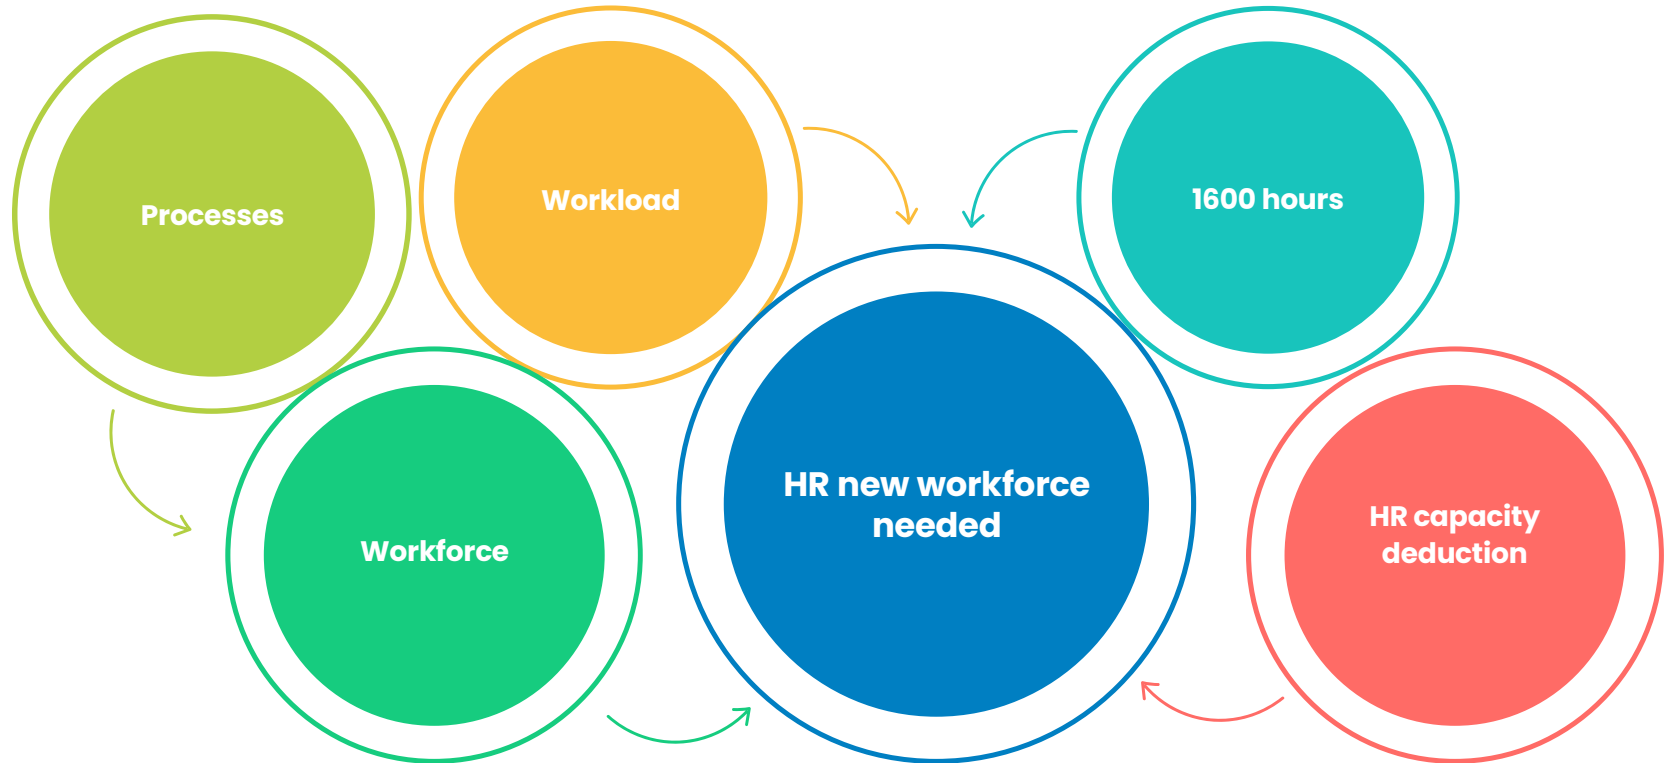 Processes
Workload
1600 hours
Workforce
HR new workforce
needed
HR capacity
deduction